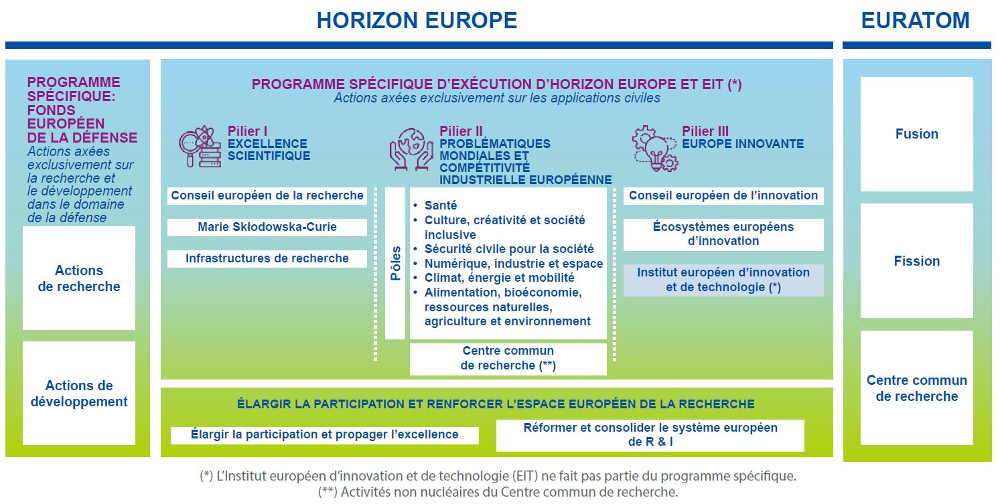 HORIZON EUROPE
EURATOM
PROGRAMME
SPÉCIFIQUE:
FONDS
EUROPÉEN
DE LA DÉFENSE
Actions axées
exclusivement sur
la recherche et
le développement
dans le domaine
de la défense
Actions
de recherche
Actions de
développement
PROGRAMME SPÉCIFIQUE D’EXÉCUTION D’HORIZON EUROPE ET EIT (*)
Actions axées exclusivement sur les applications civiles
Pilier I
EXCELLENCE
SCIENTIFIQUE
Conseil européen de la recherche
Marie Skłodowska-Curie
Infrastructures de recherche
Pilier II
PROBLÉMATIQUES
MONDIALES ET
COMPÉTITIVITÉ
INDUSTRIELLE EUROPÉENNE
Pôles
• Santé
• Culture, créativité et société
inclusive
• Sécurité civile pour la société
• Numérique, industrie et espace
• Climat, énergie et mobilité
• Alimentation, bioéconomie,
ressources naturelles,
agriculture et environnement
Centre commun
de recherche (**)
Pilier III
EUROPE INNOVANTE
Conseil européen de l’innovation
Écosystèmes européens
d’innovation
Institut européen d’innovation
et de technologie (*)
ÉLARGIR LA PARTICIPATION ET RENFORCER L’ESPACE EUROPÉEN DE LA RECHERCHE
Élargir la participation et propager l’excellence
Réformer et consolider le système européen
de R & I
Fusion
Fission
Centre commun
de recherche
(*) L’Institut européen d’innovation et de technologie (EIT) ne fait pas partie du programme spécifique.
(**) Activités non nucléaires du Centre commun de recherche.